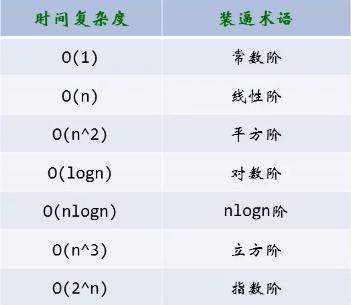 时间复杂度 装逼术语
O(1) 常数阶
O(n) 线性阶
O(n^2) 平方阶
O(logn) 对数阶
O(nlogn) nlogn阶
O(n^3) 立方阶
O(2^n) 指数阶